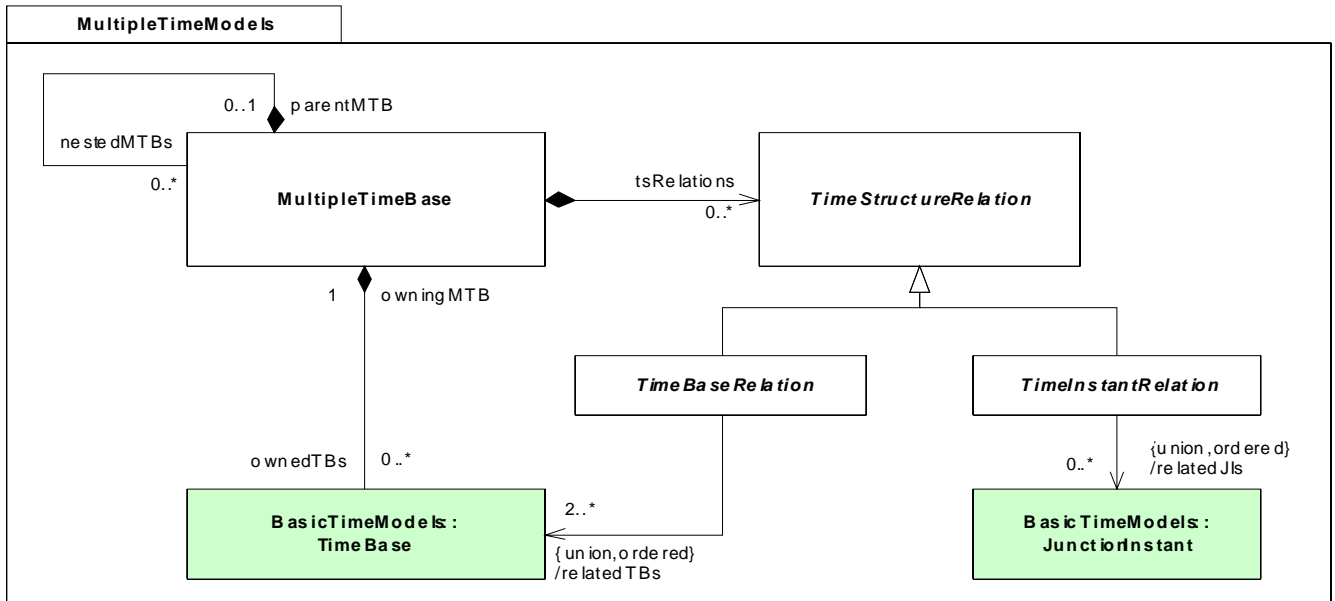 MultipleTimeModels
0..1 parentMTB
nestedMTBs
0..*
MultipleTimeBase
tsRelations
0..*
TimeStructureRelation
1 owningMTB
TimeBaseRelation
TimeInstantRelation
ownedTBs 0..*
0..*
{union,ordered}
/relatedJIs
BasicTimeModels::
TimeBase
2..*
{union,ordered}
/relatedTBs
BasicTimeModels::
JunctionInstant